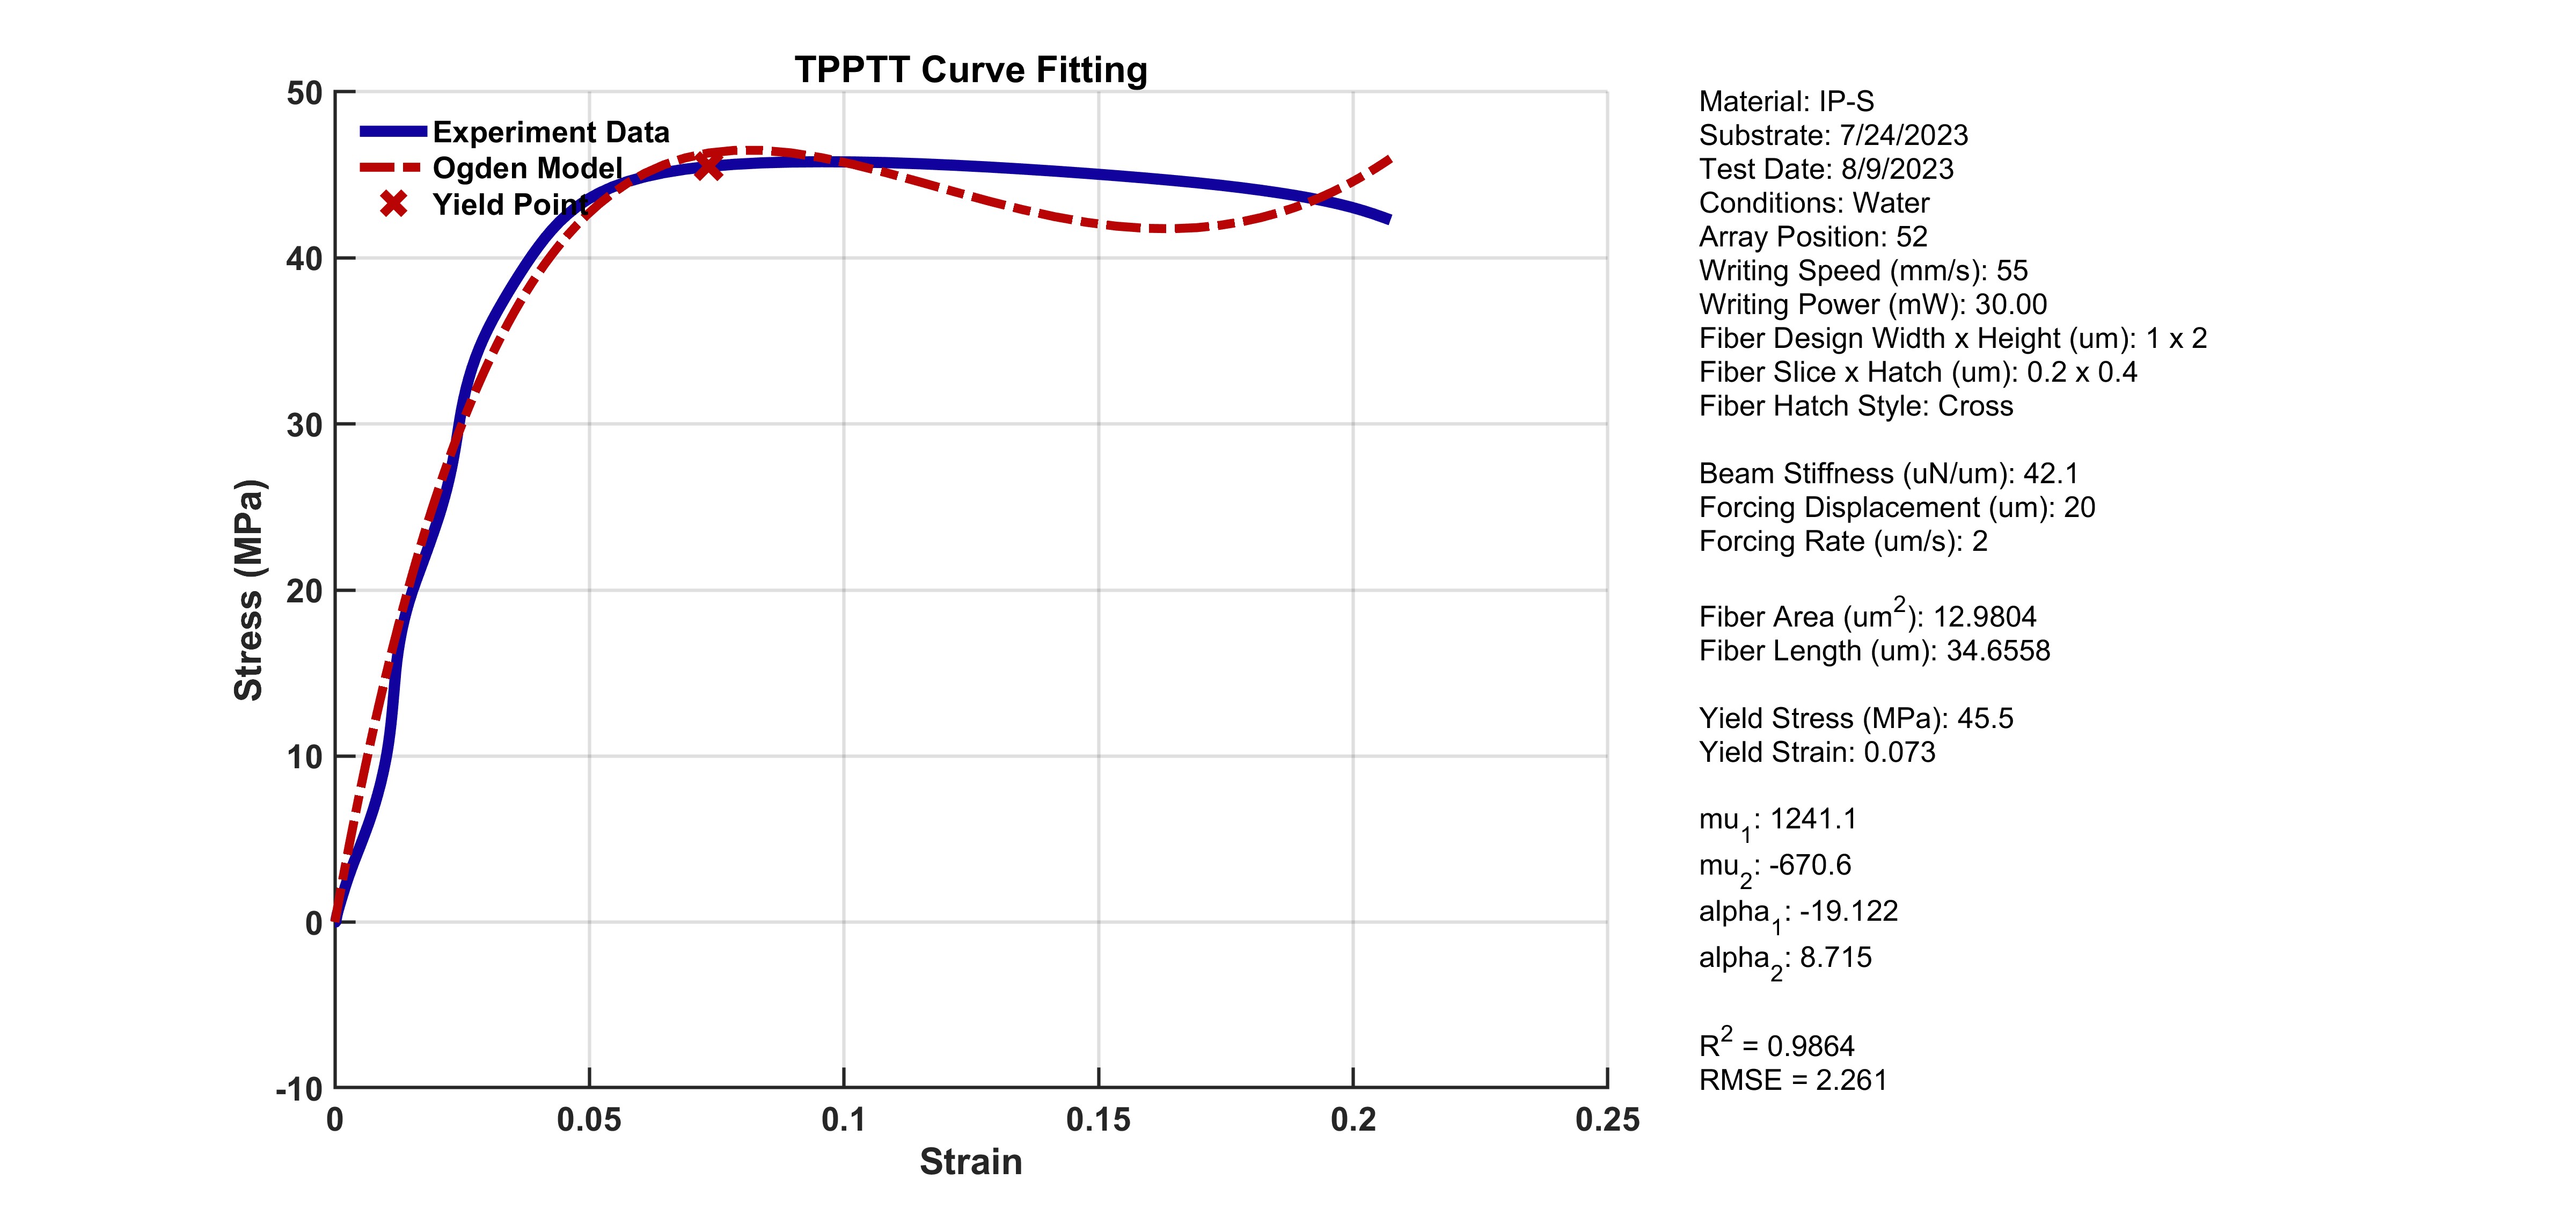 TPPTT Curve Fitting
50
40
30
20
10
0
-10
Stress (MPa)
Experiment Data
Ogden Model
Yield Point
0
0.05
0.1
0.15
0.2
0.25
Strain
Material: IP-S
Substrate: 7/24/2023
Test Date: 8/9/2023
Conditions: Water
Array Position: 52
Writing Speed (mm/s): 55
Writing Power (mW): 30.00
Fiber Design Width x Height (um): 1 x 2
Fiber Slice x Hatch (um): 0.2 x 0.4
Fiber Hatch Style: Cross
Beam Stiffness (uN/um): 42.1
Forcing Displacement (um): 20
Forcing Rate (um/s): 2
Fiber Area (um²): 12.9804
Fiber Length (um): 34.6558
Yield Stress (MPa): 45.5
Yield Strain: 0.073
mu₁: 1241.1
mu₂: -670.6
alpha₁: -19.122
alpha₂: 8.715
R² = 0.9864
RMSE = 2.261